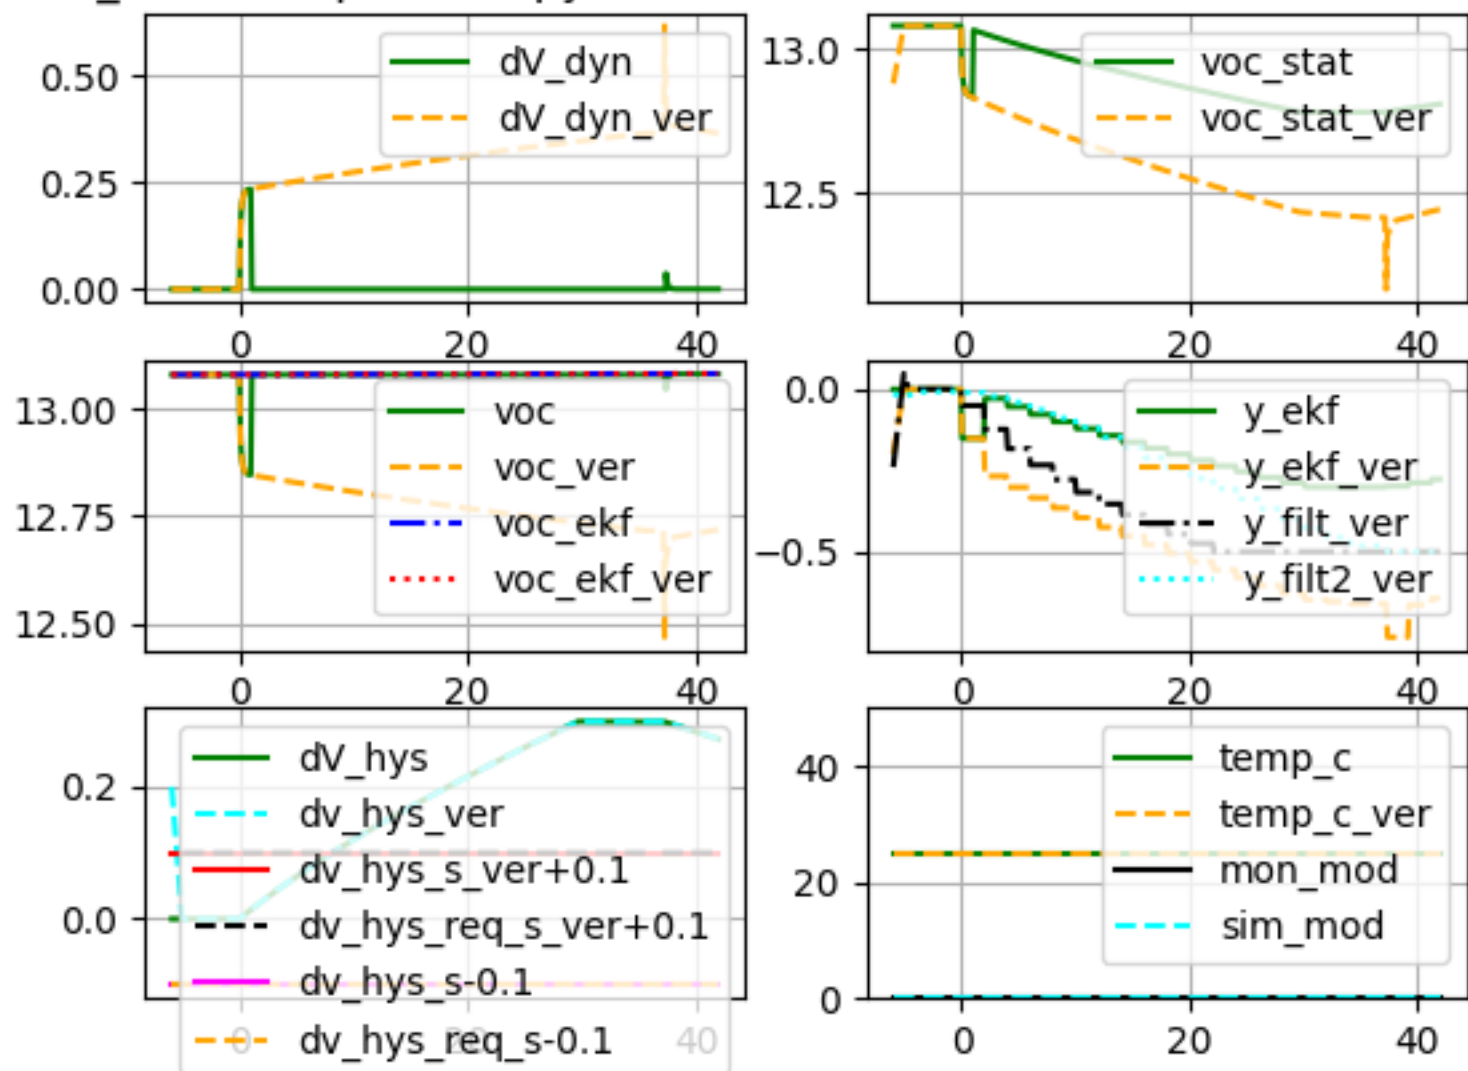 0.50
0.25
0.00
dV_dyn
dV_dyn_ver
0 20 40
13.0
12.5
voc_stat
voc_stat_ver
0 20 40
13.00
12.75
12.50
voc
voc_ver
voc_ekf
voc_ekf_ver
0 20 40
0.0
−0.5
y_ekf
y_ekf_ver
y_filt_ver
y_filt2_ver
0 20 40
0.2
0.0
dV_hys
dv_hys_ver
dv_hys_s_ver+0.1
dv_hys_req_s_ver+0.1
dv_hys_s-0.1
dv_hys_req_s-0.1
0 20 40
40
20
0
temp_c
temp_c_ver
mon_mod
sim_mod
0 20 40